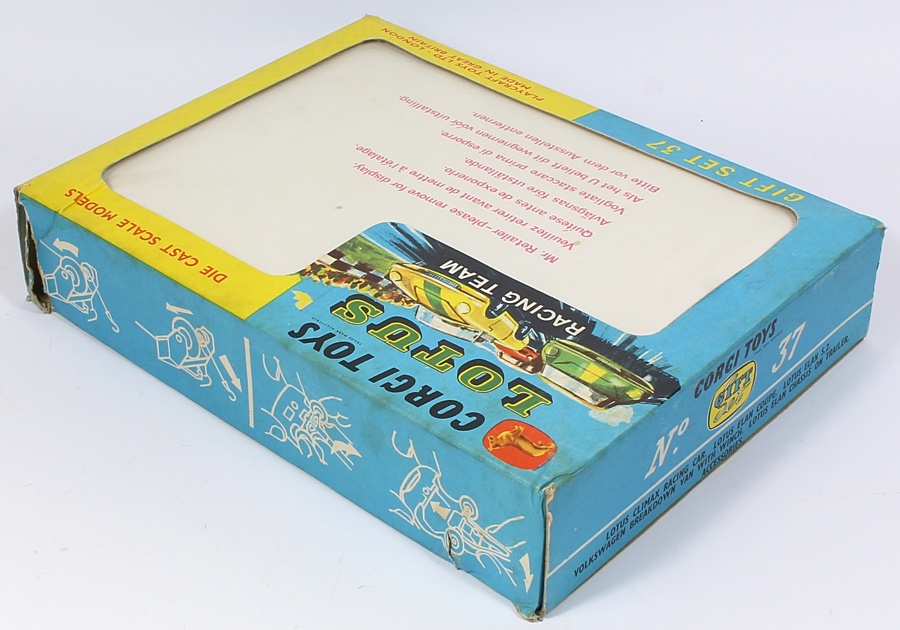 PLAYCRAFT TOYS LTD. LONDON
MADE IN GREAT BRITAIN
GIFT SET 37
Mr. Retailer-please remove for display.
Veuillez retirer avant de mettre à l'étalage.
Quitese antes de exponerlo.
Avlägsnas före utställande.
Vogliate staccare prima di esporre.
Als het U belieft dit wegnemen vóór uitstalling.
Bitte vor dem Ausstellen entfernen.
DIE CAST SCALE MODELS
CORGI TOYS
LOTUS
RACING TEAM
CORGI TOYS
Nº
GIFT
Set
37
LOTUS CLIMAX RACING CAR. LOTUS ELAN COUPE. LOTUS ELAN S.2.
VOLKSWAGEN BREAKDOWN VAN WITH WINCH. LOTUS ELAN CHASSIS ON TRAILER.
ACCESSORIES.